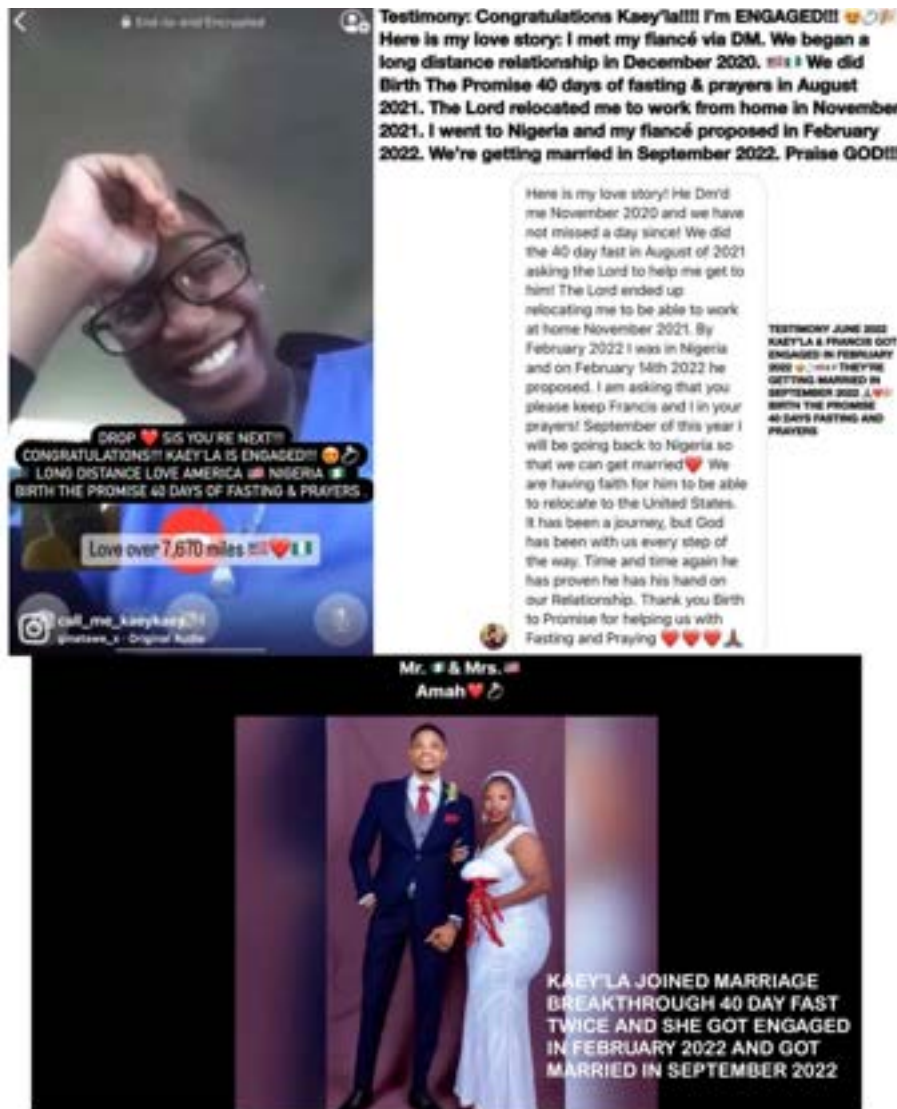 End-to-end Encrypted
DROP ❤️ SIS YOU'RE NEXT!!!
CONGRATULATIONS!!! KAEY'LA IS ENGAGED!!! 😍💍
LONG DISTANCE LOVE AMERICA 🇺🇸 NIGERIA 🇳🇬
BIRTH THE PROMISE 40 DAYS OF FASTING & PRAYERS
Love over 7,670 miles 🇺🇸❤️🇳🇬
Original Audio
Testimony: Congratulations Kaey'la!!!! I'm ENGAGED!!! 😍💍🎉
Here is my love story: I met my fiancé via DM. We began a
long distance relationship in December 2020. 🇺🇸🇳🇬 We did
Birth The Promise 40 days of fasting & prayers in August
2021. The Lord relocated me to work from home in November
2021. I went to Nigeria and my fiancé proposed in February
2022. We're getting married in September 2022. Praise GOD!!!
Here is my love story! He Dm'd
me November 2020 and we have
not missed a day since! We did
the 40 day fast in August of 2021
asking the Lord to help me get to
him! The Lord ended up
relocating me to be able to work
at home November 2021. By
February 2022 I was in Nigeria
and on February 14th 2022 he
proposed. I am asking that you
please keep Francis and I in your
prayers! September of this year I
will be going back to Nigeria so
that we can get married❤️ We
are having faith for him to be able
to relocate to the United States.
It has been a journey, but God
has been with us every step of
the way. Time and time again he
has proven he has his hand on
our Relationship. Thank you Birth
to Promise for helping us with
Fasting and Praying ❤️❤️❤️🙏🏾
TESTIMONY JUNE 2022
KAEY'LA & FRANCIS GOT
ENGAGED IN FEBRUARY
2022 THEY'RE
GETTING MARRIED IN
SEPTEMBER 2022
BIRTH THE PROMISE
40 DAYS FASTING AND
PRAYERS
Mr. 🇳🇬 & Mrs. 🇺🇸
Amah❤️💍
KAEY'LA JOINED MARRIAGE
BREAKTHROUGH 40 DAY FAST
TWICE AND SHE GOT ENGAGED
IN FEBRUARY 2022 AND GOT
MARRIED IN SEPTEMBER 2022